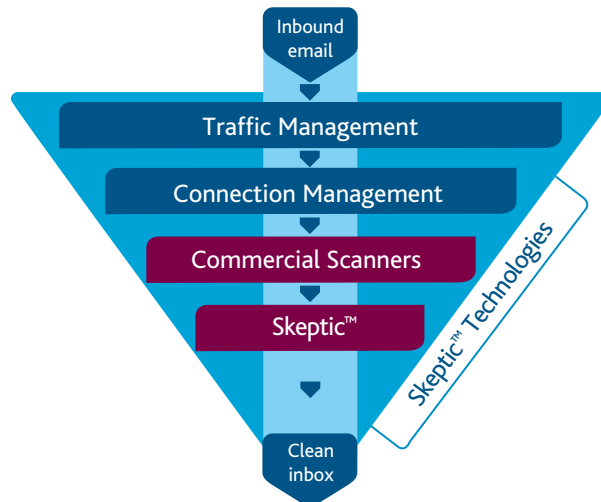 Inbound
email
Traffic Management
Connection Management
Commercial Scanners
Skeptic™
Skeptic™ Technologies
Clean
inbox